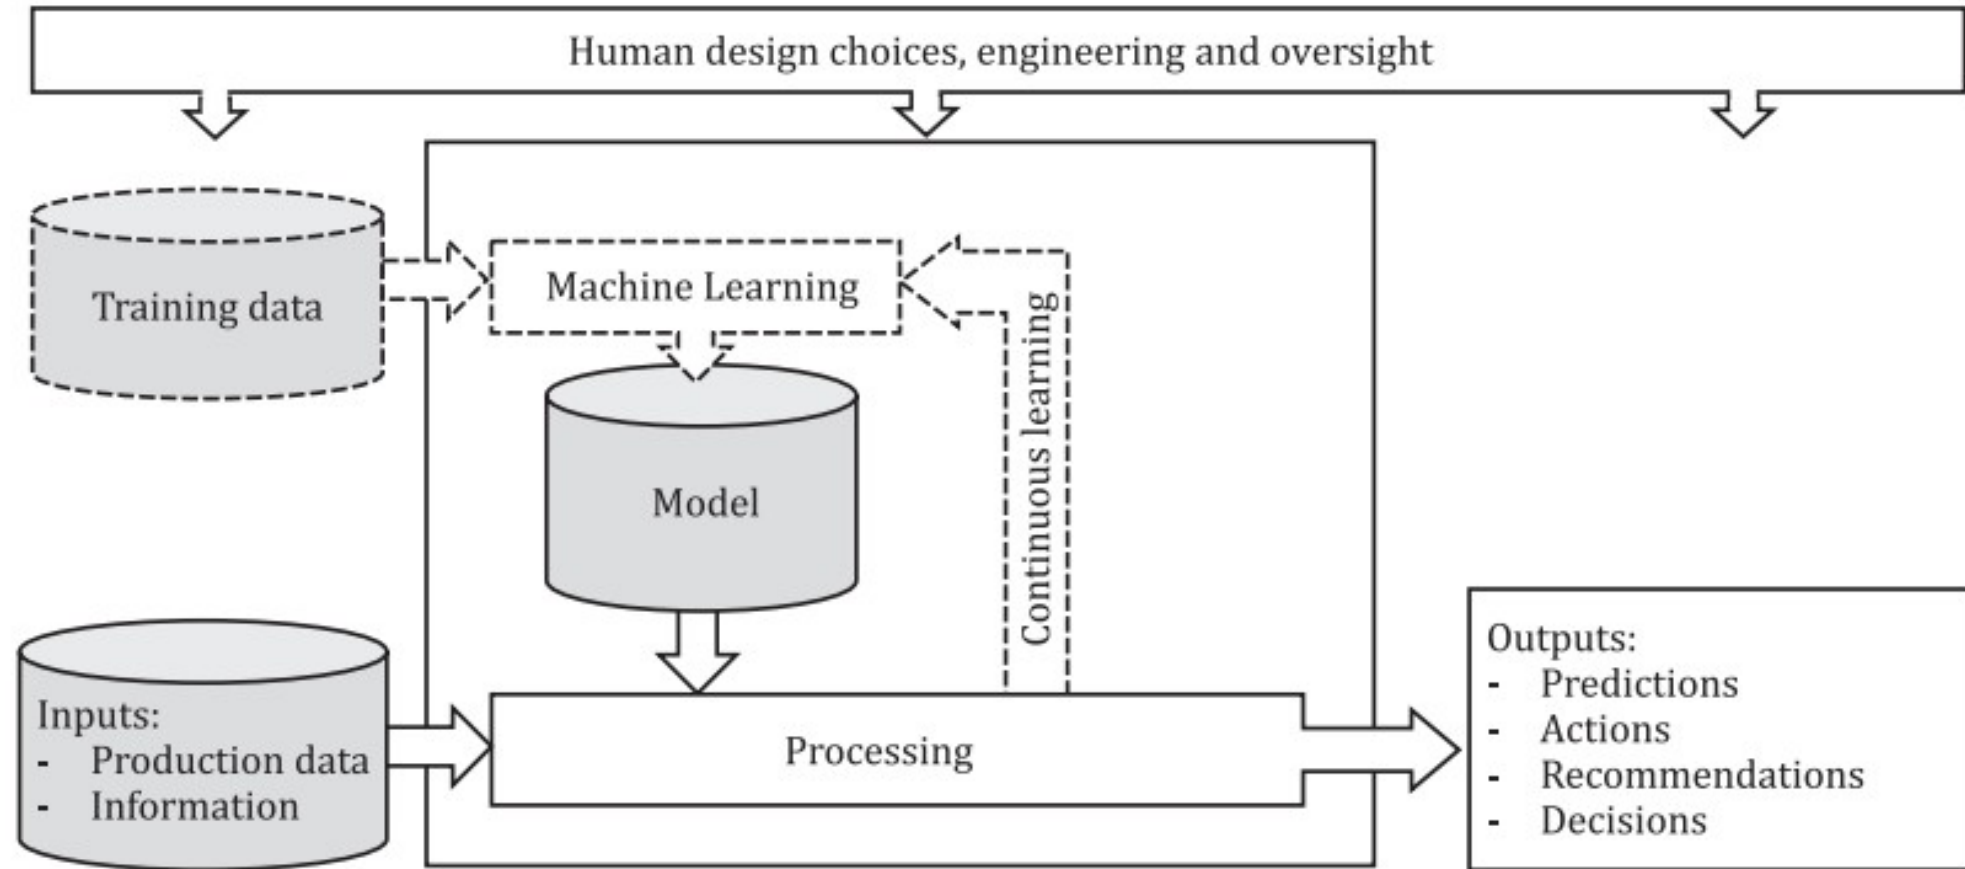 Human design choices, engineering and oversight
Training data
Machine Learning
Continuous learning
Model
Inputs:
- Production data
- Information
Processing
Outputs:
- Predictions
- Actions
- Recommendations
- Decisions